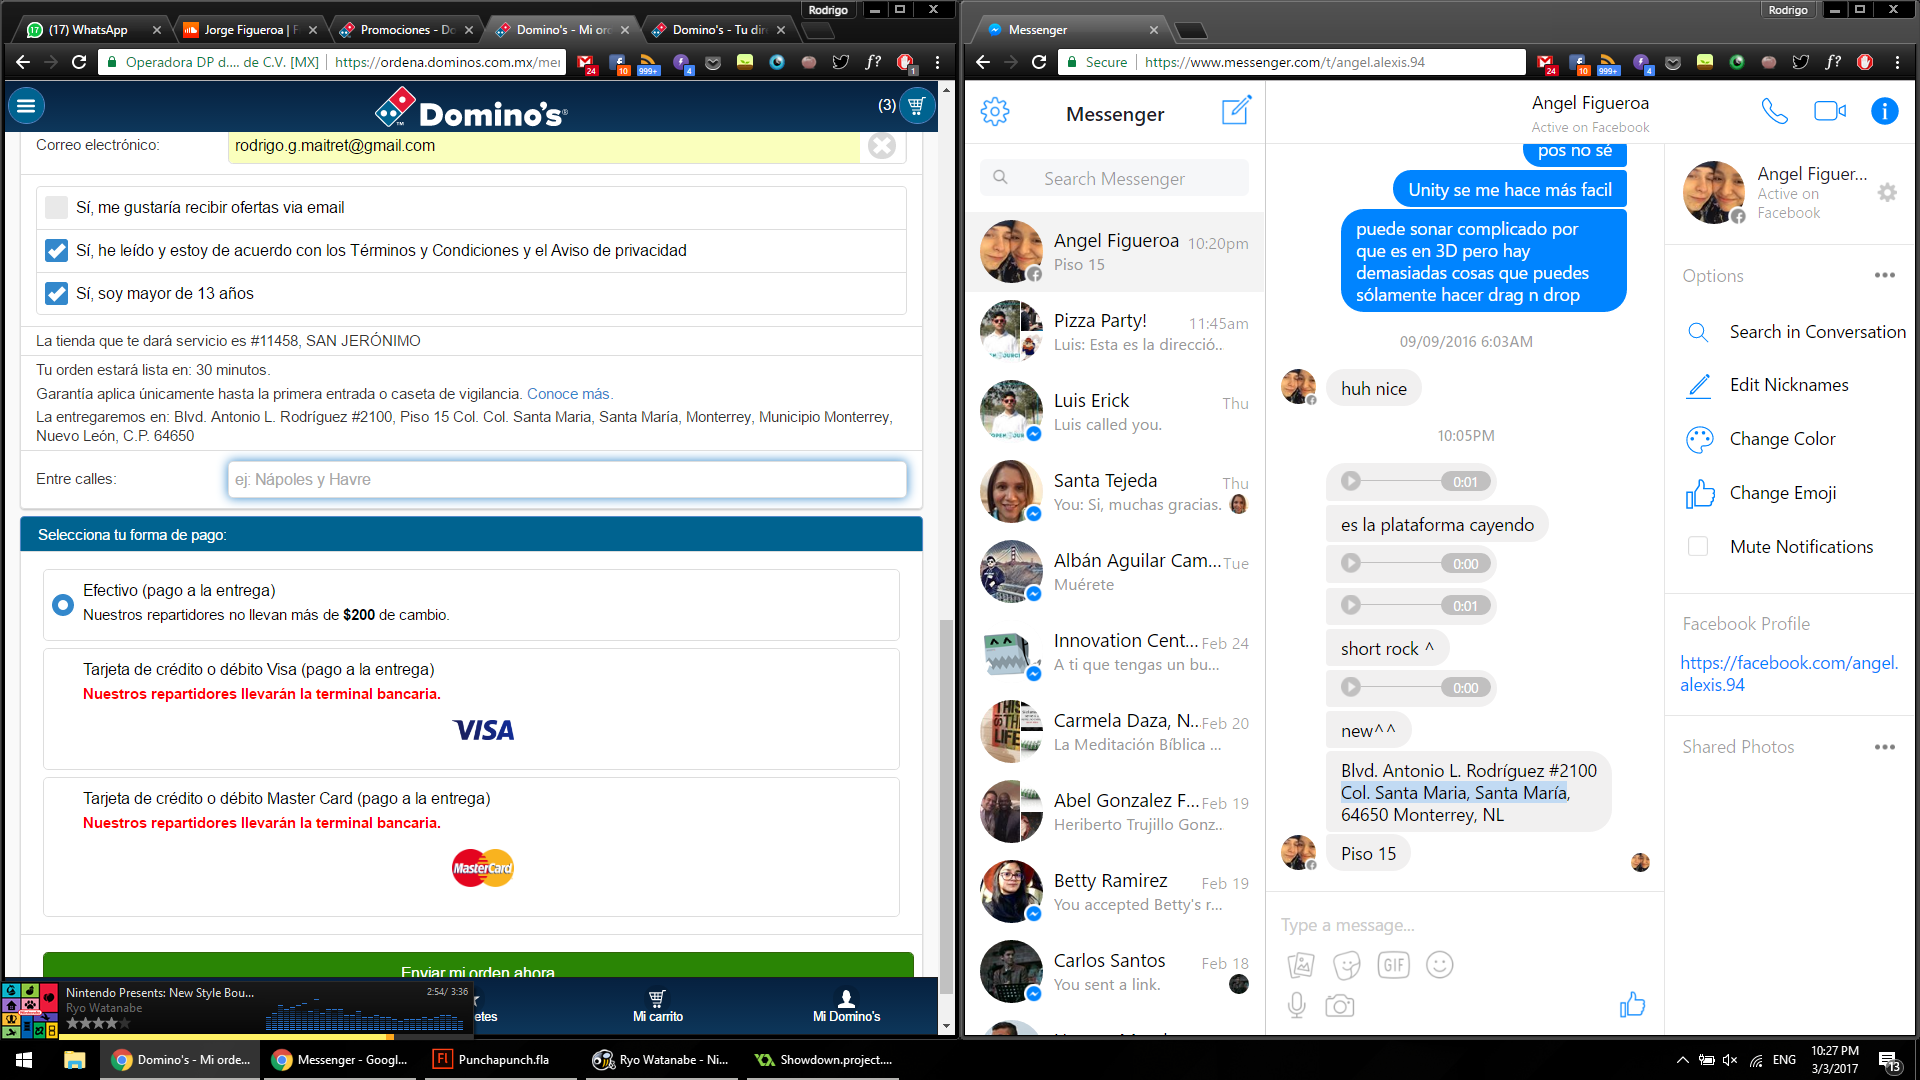 Rodrigo
(17) WhatsApp
Jorge Figueroa | F
Promociones - Do
Domino's - Mi ord
Domino's - Tu dir
Operadora DP d.... de C.V. [MX]
https://ordena.dominos.com.mx/mer
24
10
999+
4
f?
1
(3)
Domino's
Correo electrónico:
rodrigo.g.maitret@gmail.com
Sí, me gustaría recibir ofertas via email
Sí, he leído y estoy de acuerdo con los Términos y Condiciones y el Aviso de privacidad
Sí, soy mayor de 13 años
La tienda que te dará servicio es #11458, SAN JERÓNIMO
Tu orden estará lista en: 30 minutos.
Garantía aplica únicamente hasta la primera entrada o caseta de vigilancia. Conoce más.
La entregaremos en: Blvd. Antonio L. Rodríguez #2100, Piso 15 Col. Col. Santa Maria, Santa María, Monterrey, Municipio Monterrey,
Nuevo León, C.P. 64650
Entre calles:
ej: Nápoles y Havre
Selecciona tu forma de pago:
Efectivo (pago a la entrega)
Nuestros repartidores no llevan más de $200 de cambio.
Tarjeta de crédito o débito Visa (pago a la entrega)
Nuestros repartidores llevarán la terminal bancaria.
VISA
Tarjeta de crédito o débito Master Card (pago a la entrega)
Nuestros repartidores llevarán la terminal bancaria.
MasterCard
Enviar mi orden ahora
Nintendo Presents: New Style Bou...
2:54/ 3:36
Ryo Watanabe
etes
Mi carrito
Mi Domino's
Rodrigo
Messenger
Secure
https://www.messenger.com/t/angel.alexis.94
24
10
999+
4
f?
Messenger
Search Messenger
Angel Figueroa
10:20pm
Piso 15
Pizza Party!
11:45am
Luis: Esta es la direcció..
Luis Erick
Thu
Luis called you.
Santa Tejeda
Thu
You: Si, muchas gracias.
Albán Aguilar Cam...
Tue
Muérete
Innovation Cent...
Feb 24
A ti que tengas un bu...
Carmela Daza, N...
Feb 20
La Meditación Bíblica ...
Abel Gonzalez F...
Feb 19
Heriberto Trujillo Gonz..
Betty Ramirez
Feb 19
You accepted Betty's r...
Carlos Santos
Feb 18
You sent a link.
Angel Figueroa
Active on Facebook
pos no sé
Unity se me hace más facil
puede sonar complicado por
que es en 3D pero hay
demasiadas cosas que puedes
sólamente hacer drag n drop
09/09/2016 6:03AM
huh nice
10:05PM
0:01
es la plataforma cayendo
0:00
0:01
short rock ^
0:00
new^^
Blvd. Antonio L. Rodríguez #2100
Col. Santa Maria, Santa María,
64650 Monterrey, NL
Piso 15
Type a message...
GIF
Angel Figuer...
Active on
Facebook
Options
Search in Conversation
Edit Nicknames
Change Color
Change Emoji
Mute Notifications
Facebook Profile
https://facebook.com/angel.
alexis.94
Shared Photos
Domino's - Mi orde...
Messenger - Googl...
Fl
Punchapunch.fla
Ryo Watanabe - Ni...
Showdown.project....
ENG
10:27 PM
3/3/2017
13